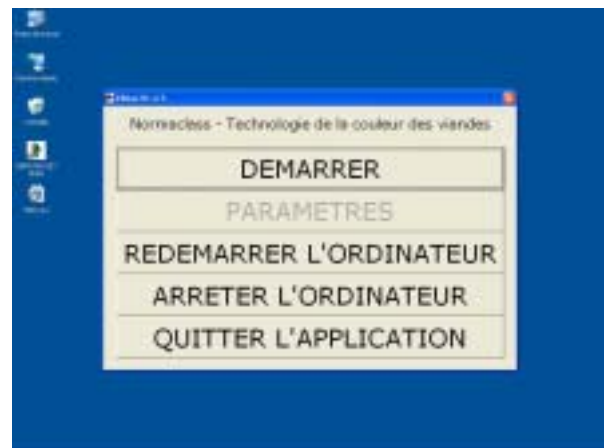 Normaclass - Technologie de la couleur des viandes
DEMARRER
PARAMETRES
REDEMARRER L'ORDINATEUR
ARRETER L'ORDINATEUR
QUITTER L'APPLICATION